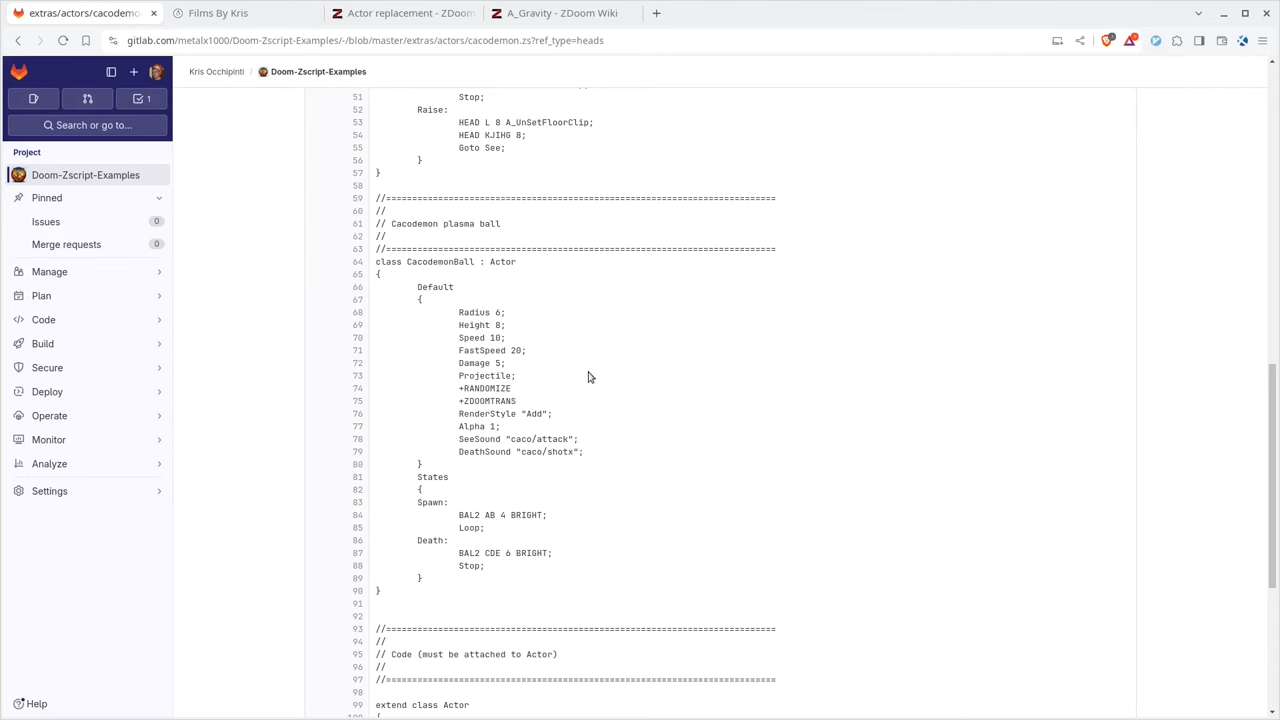 extras/actors/cacodemo
Films By Kris
Actor replacement - ZDoom
A_Gravity - ZDoom Wiki
gitlab.com/metalx1000/Doom-Zscript-Examples/-/blob/master/extras/actors/cacodemon.zs?ref_type=heads
1
Search or go to...
Project
Doom-Zscript-Examples
Pinned
Issues 0
Merge requests 0
Manage
Plan
Code
Build
Secure
Deploy
Operate
Monitor
Analyze
Settings
Help
Kris Occhipinti / Doom-Zscript-Examples
51 Stop;
52 Raise:
53 HEAD L 8 A_UnSetFloorClip;
54 HEAD KJIHG 8;
55 Goto See;
56 }
57 }
58
59 //===========================================================================
60 //
61 // Cacodemon plasma ball
62 //
63 //===========================================================================
64 class CacodemonBall : Actor
65 {
66 Default
67 {
68 Radius 6;
69 Height 8;
70 Speed 10;
71 FastSpeed 20;
72 Damage 5;
73 Projectile;
74 +RANDOMIZE
75 +ZDOOMTRANS
76 RenderStyle "Add";
77 Alpha 1;
78 SeeSound "caco/attack";
79 DeathSound "caco/shotx";
80 }
81 States
82 {
83 Spawn:
84 BAL2 AB 4 BRIGHT;
85 Loop;
86 Death:
87 BAL2 CDE 6 BRIGHT;
88 Stop;
89 }
90 }
91
92
93 //===========================================================================
94 //
95 // Code (must be attached to Actor)
96 //
97 //===========================================================================
98
99 extend class Actor